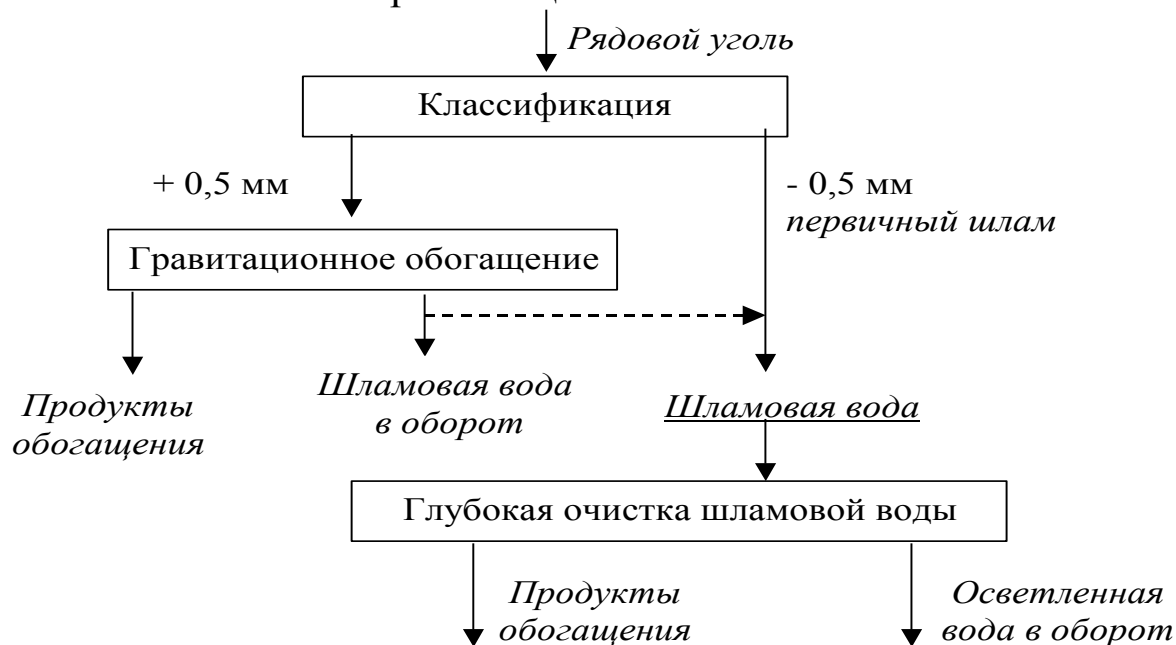 Рядовой уголь
Классификация
+ 0,5 мм
- 0,5 мм
первичный шлам
Гравитационное обогащение
Продукты
обогащения
Шламовая вода
в оборот
Шламовая вода
Глубокая очистка шламовой воды
Продукты
обогащения
Осветленная
вода в оборот